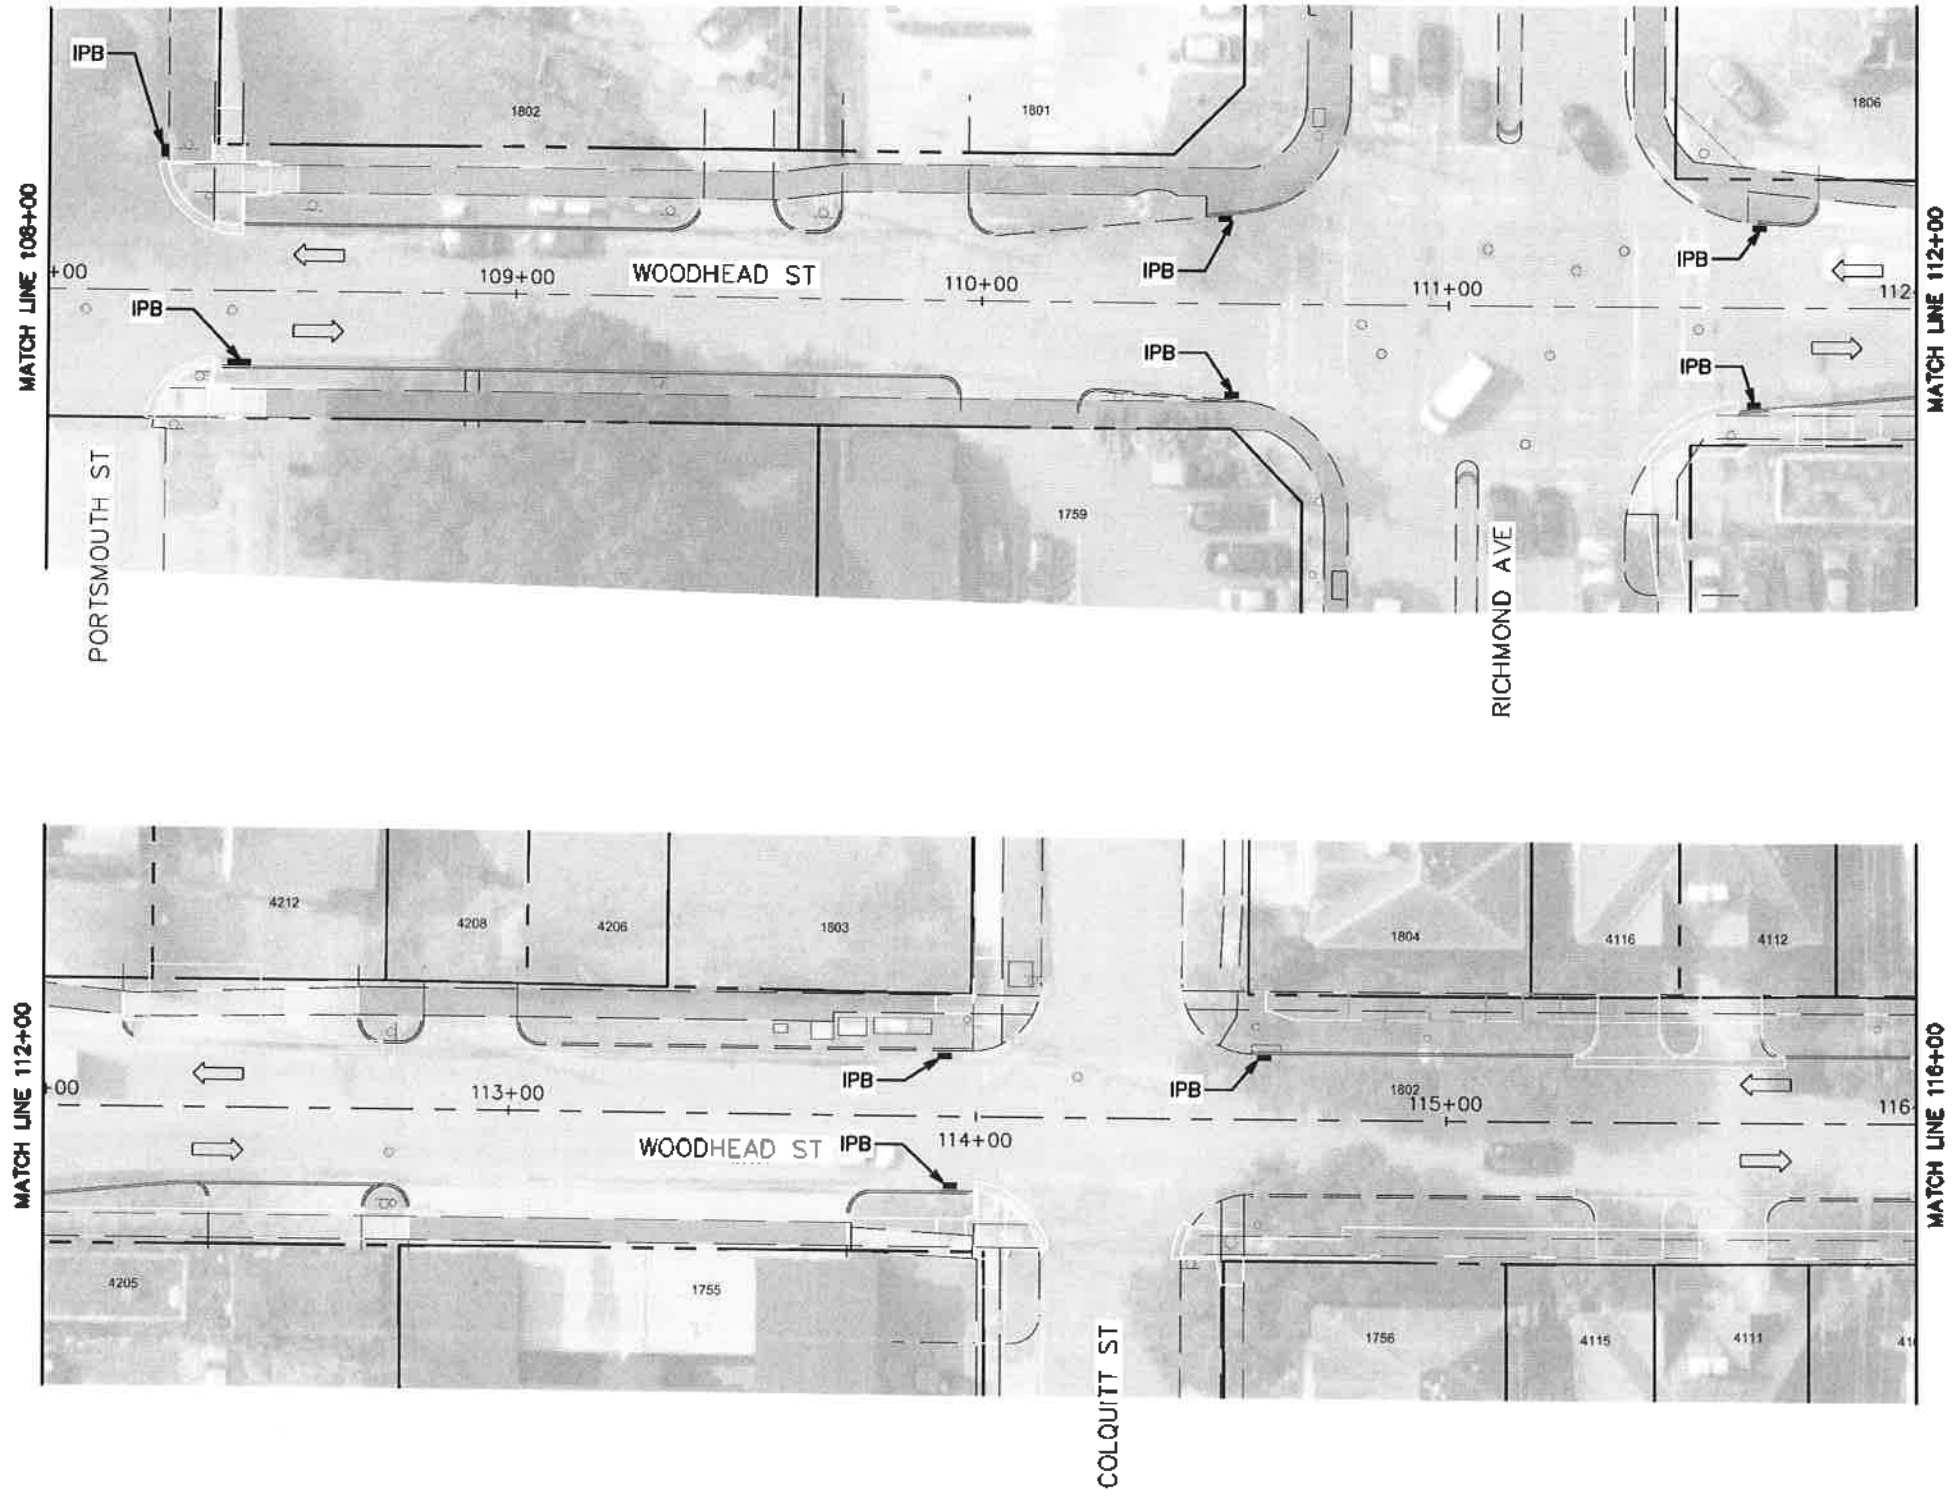 IPB
1802
1801
1806
MATCH LINE 108+00
+00
IPB
109+00
WOODHEAD ST
110+00
IPB
111+00
IPB
112
MATCH LINE 112+00
IPB
IPB
PORTSMOUTH ST
1759
RICHMOND AVE
4212
4208
4206
1803
1804
4116
4112
MATCH LINE 112+00
+00
113+00
IPB
IPB
1802
115+00
116
MATCH LINE 116+00
WOODHEAD ST
IPB
114+00
4205
1755
COLQUITT ST
1756
4115
4111
41